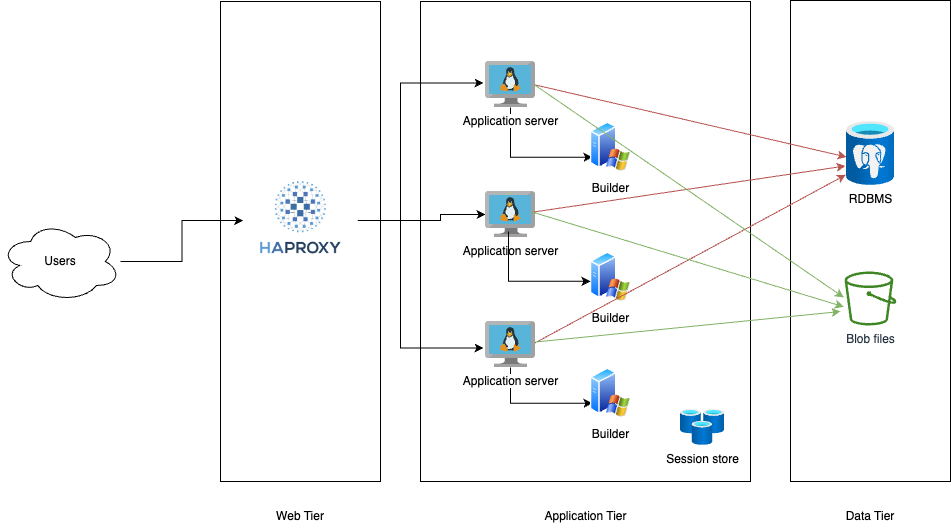 Users
HAPROXY
Application server
Builder
Application server
Builder
Application server
Builder
Session store
RDBMS
Blob files
Web Tier
Application Tier
Data Tier